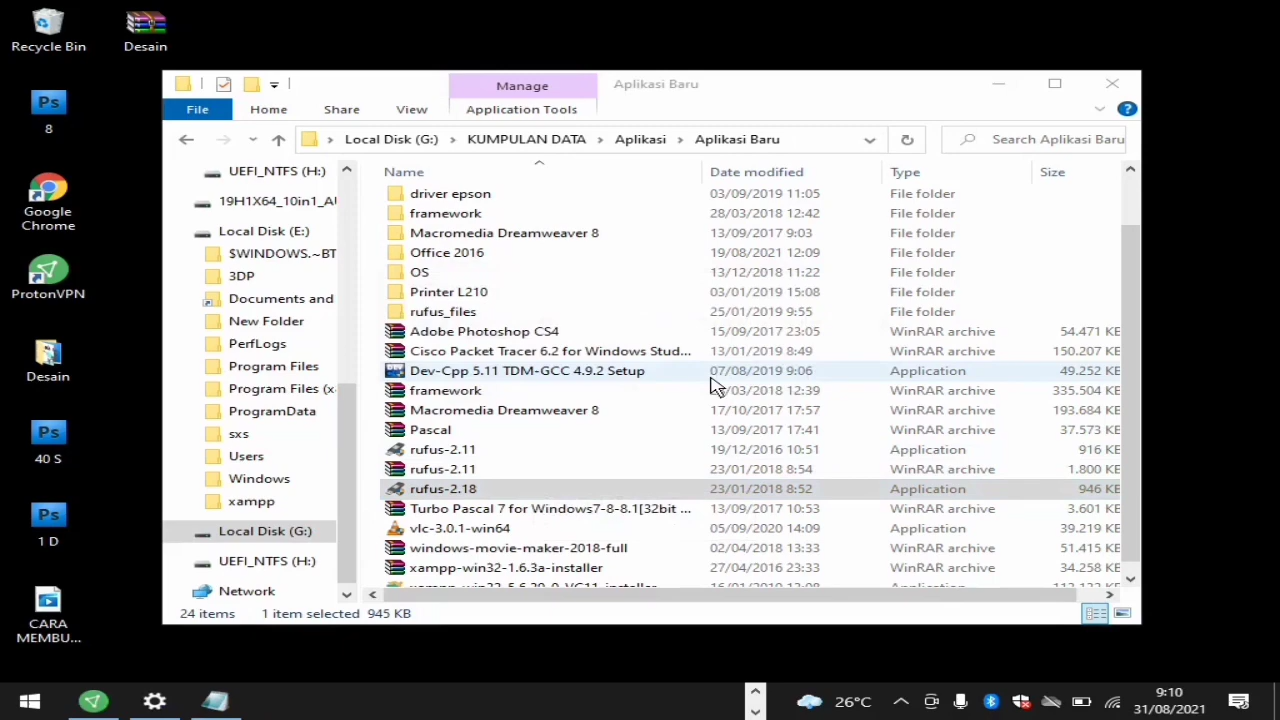 Recycle Bin
Desain
Ps
8
Google
Chrome
ProtonVPN
Desain
Ps
40 S
Ps
1 D
CARA
MEMBU...
Manage
Aplikasi Baru
File
Home
Share
View
Application Tools
Local Disk (G:)
KUMPULAN DATA
Aplikasi
Aplikasi Baru
Search Aplikasi Baru
UEFI_NTFS (H:)
19H1X64_10in1_AU
Local Disk (E:)
$WINDOWS.~BT
3DP
Documents and
New Folder
PerfLogs
Program Files
Program Files (x
ProgramData
sxs
Users
Windows
xampp
Local Disk (G:)
UEFI_NTFS (H:)
Network
Name Date modified Type Size
driver epson 03/09/2019 11:05 File folder
framework 28/03/2018 12:42 File folder
Macromedia Dreamweaver 8 13/09/2017 9:03 File folder
Office 2016 19/08/2021 12:09 File folder
OS 13/12/2018 11:22 File folder
Printer L210 03/01/2019 15:08 File folder
rufus_files 25/01/2019 9:55 File folder
Adobe Photoshop CS4 15/09/2017 23:05 WinRAR archive 54.471 KB
Cisco Packet Tracer 6.2 for Windows Stud... 13/01/2019 8:49 WinRAR archive 150.207 KB
Dev-Cpp 5.11 TDM-GCC 4.9.2 Setup 07/08/2019 9:06 Application 49.252 KB
framework /03/2018 12:39 WinRAR archive 335.504 KB
Macromedia Dreamweaver 8 17/10/2017 17:57 WinRAR archive 193.684 KB
Pascal 13/09/2017 17:41 WinRAR archive 37.573 KB
rufus-2.11 19/12/2016 10:51 Application 916 KB
rufus-2.11 23/01/2018 8:54 WinRAR archive 1.800 KB
rufus-2.18 23/01/2018 8:52 Application 946 KB
Turbo Pascal 7 for Windows7-8-8.1[32bit ... 13/09/2017 10:53 WinRAR archive 3.601 KB
vlc-3.0.1-win64 05/09/2020 14:09 Application 39.219 KB
windows-movie-maker-2018-full 02/04/2018 13:33 WinRAR archive 51.415 KB
xampp-win32-1.6.3a-installer 27/04/2016 23:33 WinRAR archive 34.258 KB
24 items 1 item selected 945 KB
26°C
9:10
31/08/2021